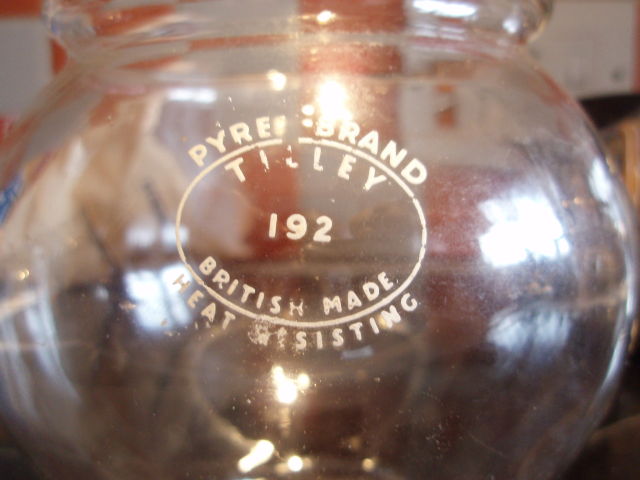 PYREX BRAND
TILLEY
192
BRITISH MADE
HEAT RESISTING